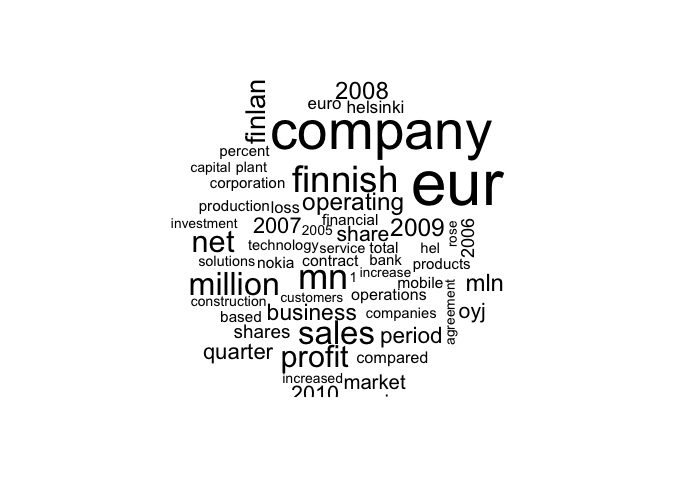 2008
euro helsinki
finlan
company
percent
capital plant
finnish
eur
corporation
operating
production loss
financial
investment
2007 2005 share 2009 rose 2006
net
technology service total hel
solutions nokia contract bank products
million mn 1 increase mobile mln
construction customers operations
agreement
based business companies oyj
shares sales period
quarter profit compared
increased market
2010